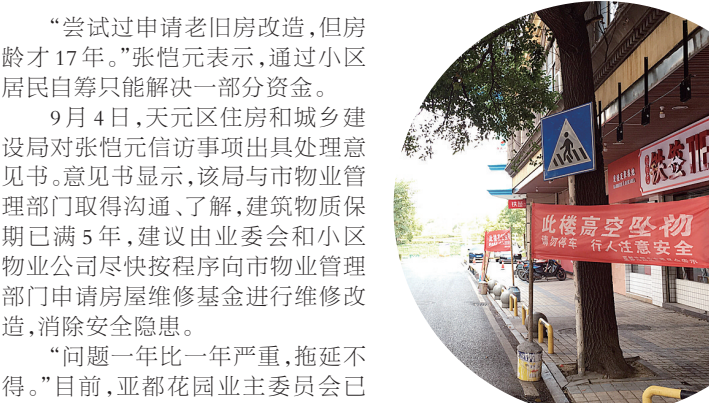 “尝试过申请老旧房改造，但房
龄才17年。”张恺元表示，通过小区
居民自筹只能解决一部分资金。
9月4日，天元区住房和城乡建
设局对张恺元信访事项出具处理意
见书。意见书显示，该局与市物业管
理部门取得沟通、了解，建筑物质保
期已满5年，建议由业委会和小区
物业公司尽快按程序向市物业管理
部门申请房屋维修基金进行维修改
造，消除安全隐患。
“问题一年比一年严重，拖延不
得。”目前，亚都花园业主委员会已
此楼高空坠物
请勿停车 行人注意安全